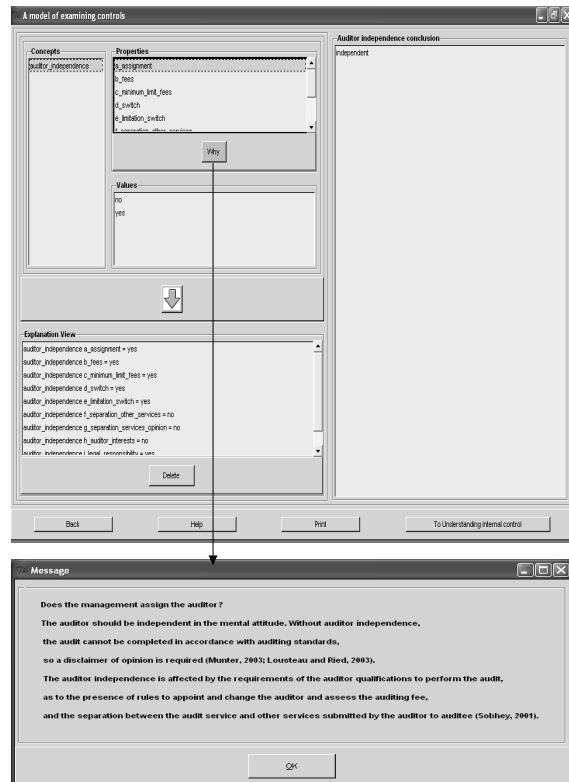 A model of examining controls
Concepts
auditor_independence
Properties
a_assignment
b_fees
c_minimum_limit_fees
d_switch
e_limitation_switch
f_separation_other_services
Why
Values
no
yes
Explanation View
auditor_independence a_assignment = yes
auditor_independence b_fees = yes
auditor_independence c_minimum_limit_fees = yes
auditor_independence d_switch = yes
auditor_independence e_limitation_switch = yes
auditor_independence f_separation_other_services = no
auditor_independence g_separation_services_opinion = no
auditor_independence h_auditor_interests = no
auditor_independence i_legal_responsibility = yes
Delete
Auditor independence conclusion
independent
Back
Help
Print
To Understanding internal control
Message
Does the management assign the auditor ?
The auditor should be independent in the mental attitude. Without auditor independence,
the audit cannot be completed in accordance with auditing standards,
so a disclaimer of opinion is required (Munter, 2003; Lousteau and Ried, 2003).
The auditor independence is affected by the requirements of the auditor qualifications to perform the audit,
as to the presence of rules to appoint and change the auditor and assess the auditing fee,
and the separation between the audit service and other services submitted by the auditor to auditee (Sobhey, 2001).
OK